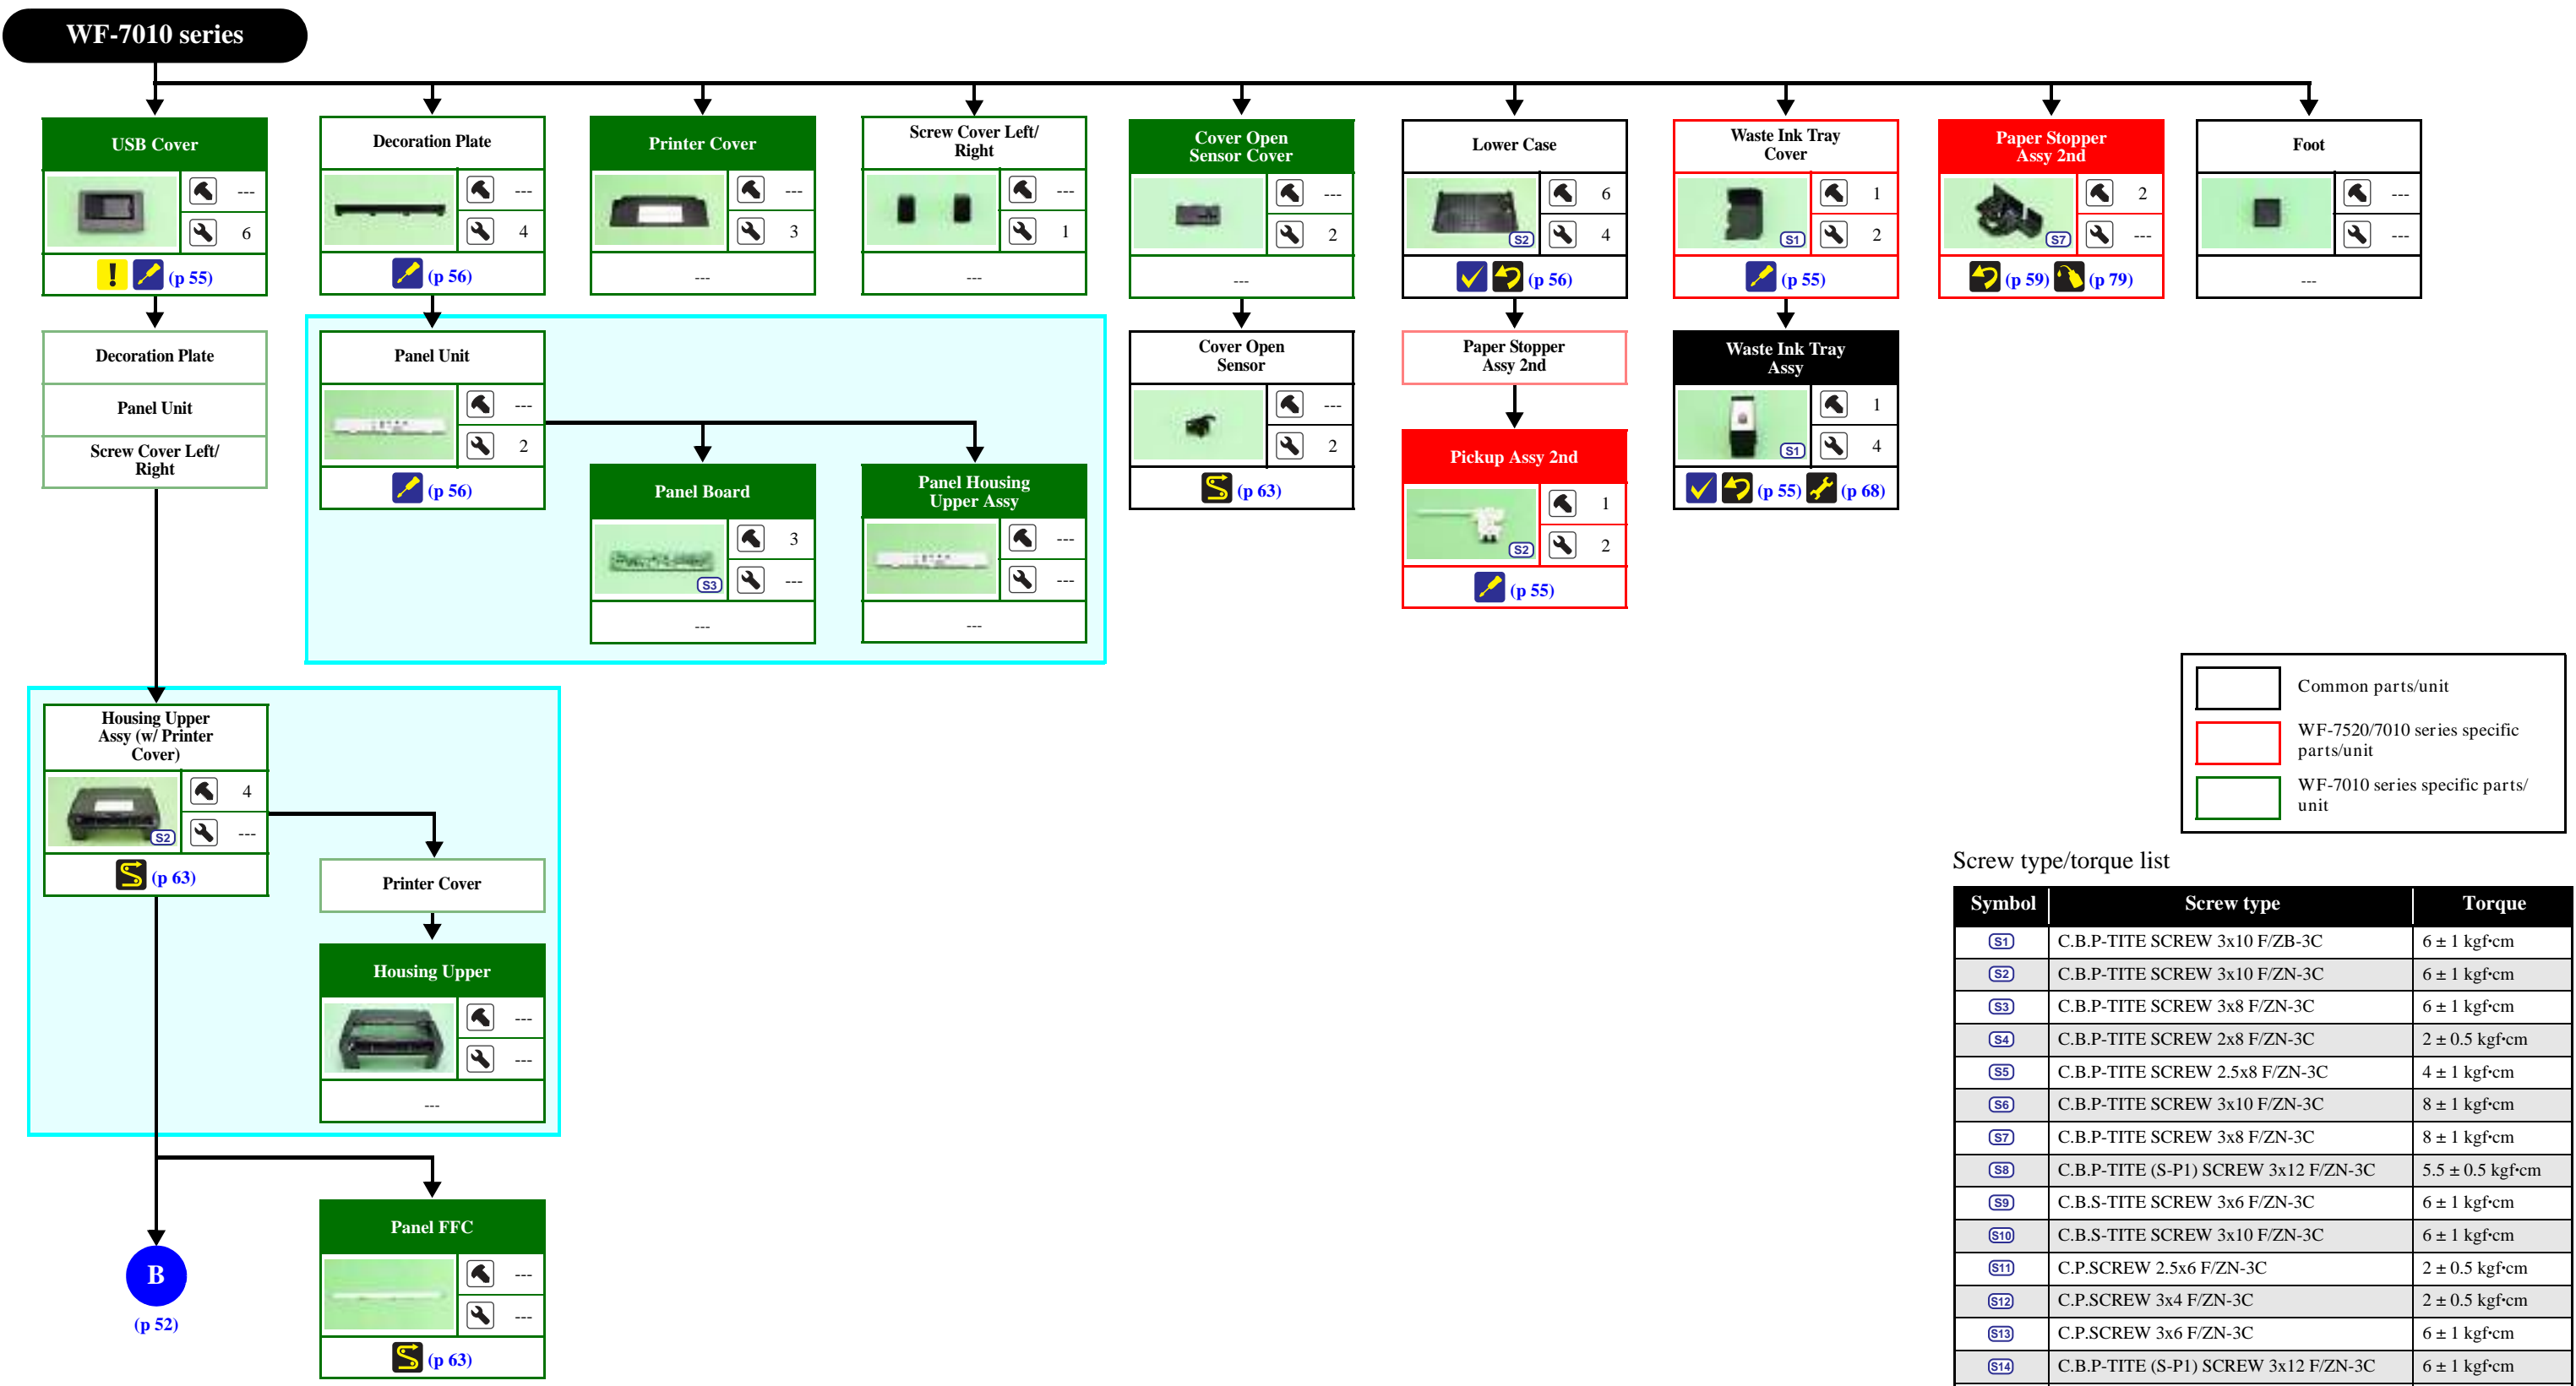 WF-7010 series
USB Cover
---
6
(p 55)
Decoration Plate
---
4
(p 56)
Printer Cover
---
3
---
Screw Cover Left/
Right
---
1
---
Cover Open
Sensor Cover
---
2
---
Lower Case
S2
6
4
(p 56)
Waste Ink Tray
Cover
S1
1
2
(p 55)
Paper Stopper
Assy 2nd
S7
2
---
(p 59) (p 79)
Foot
---
---
---
Decoration Plate
Panel Unit
Screw Cover Left/
Right
Panel Unit
---
2
(p 56)
Panel Board
S3
3
---
---
Panel Housing
Upper Assy
---
---
---
Cover Open
Sensor
---
2
(p 63)
Paper Stopper
Assy 2nd
Pickup Assy 2nd
S2
1
2
(p 55)
Waste Ink Tray
Assy
S1
1
4
(p 55) (p 68)
Housing Upper
Assy (w/ Printer
Cover)
S2
4
---
(p 63)
Printer Cover
Housing Upper
---
---
---
Panel FFC
---
---
(p 63)
B
(p 52)
Common parts/unit
WF-7520/7010 series specific
parts/unit
WF-7010 series specific parts/
unit
Screw type/torque list
Symbol Screw type Torque
S1 C.B.P-TITE SCREW 3x10 F/ZB-3C 6 ± 1 kgf·cm
S2 C.B.P-TITE SCREW 3x10 F/ZN-3C 6 ± 1 kgf·cm
S3 C.B.P-TITE SCREW 3x8 F/ZN-3C 6 ± 1 kgf·cm
S4 C.B.P-TITE SCREW 2x8 F/ZN-3C 2 ± 0.5 kgf·cm
S5 C.B.P-TITE SCREW 2.5x8 F/ZN-3C 4 ± 1 kgf·cm
S6 C.B.P-TITE SCREW 3x10 F/ZN-3C 8 ± 1 kgf·cm
S7 C.B.P-TITE SCREW 3x8 F/ZN-3C 8 ± 1 kgf·cm
S8 C.B.P-TITE (S-P1) SCREW 3x12 F/ZN-3C 5.5 ± 0.5 kgf·cm
S9 C.B.S-TITE SCREW 3x6 F/ZN-3C 6 ± 1 kgf·cm
S10 C.B.S-TITE SCREW 3x10 F/ZN-3C 6 ± 1 kgf·cm
S11 C.P.SCREW 2.5x6 F/ZN-3C 2 ± 0.5 kgf·cm
S12 C.P.SCREW 3x4 F/ZN-3C 2 ± 0.5 kgf·cm
S13 C.P.SCREW 3x6 F/ZN-3C 6 ± 1 kgf·cm
S14 C.B.P-TITE (S-P1) SCREW 3x12 F/ZN-3C 6 ± 1 kgf·cm